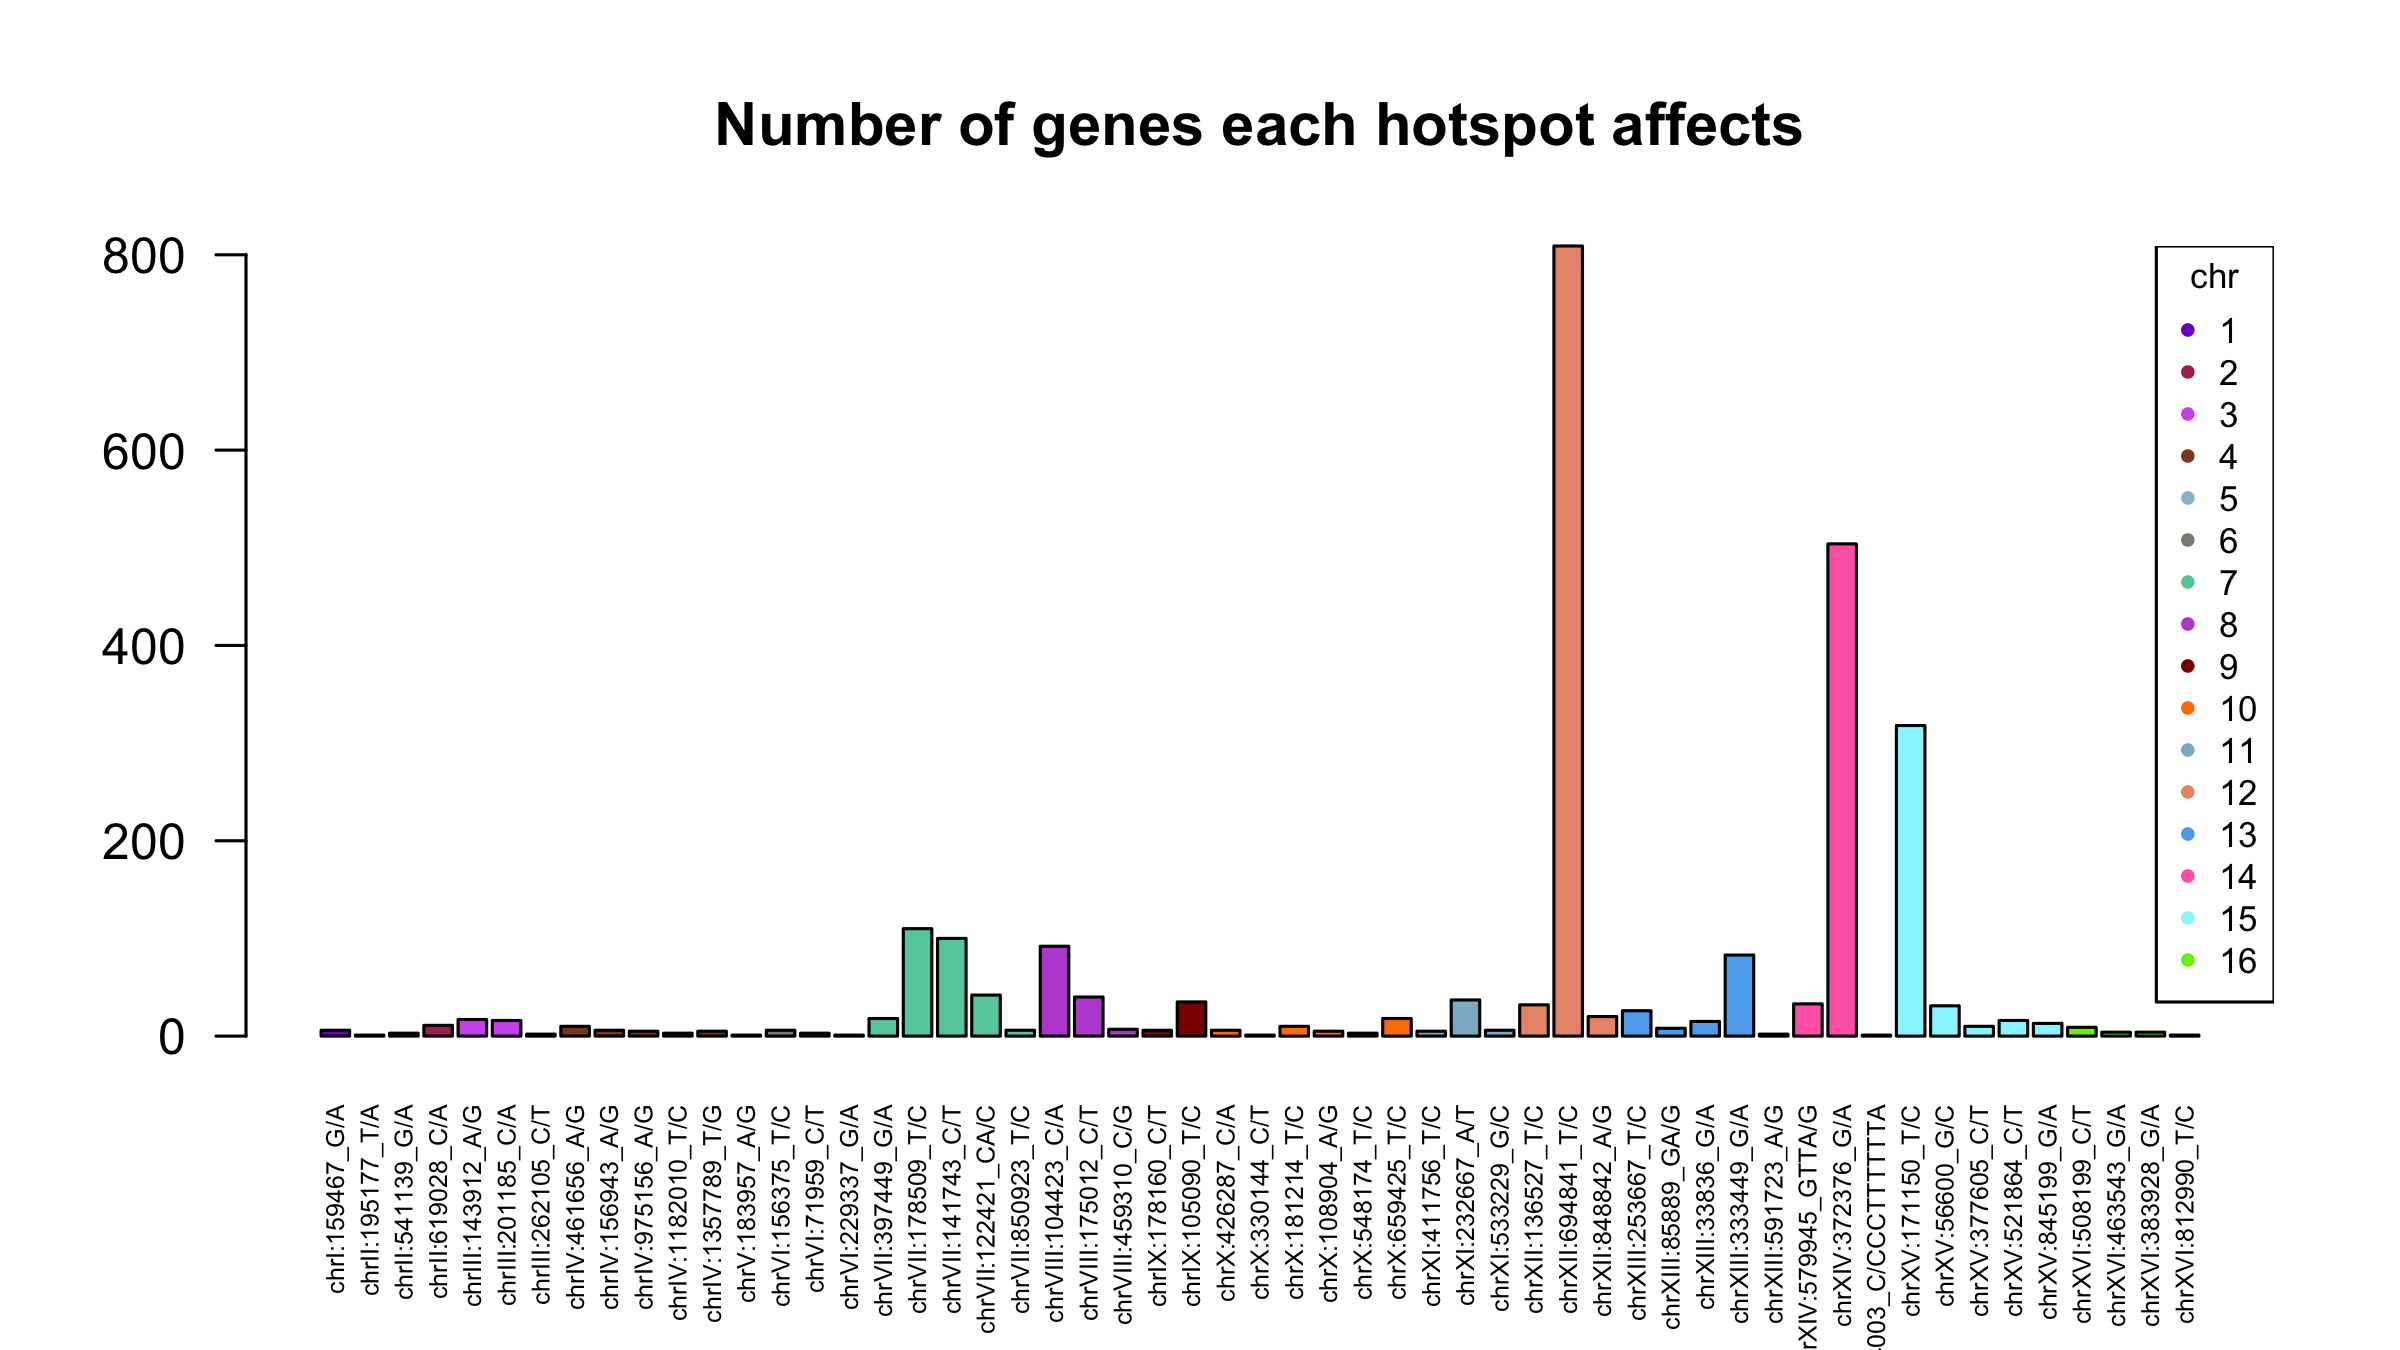 Number of genes each hotspot affects
800
600
400
200
0
chr
1
2
3
4
5
6
7
8
9
10
11
12
13
14
15
16
chrI:159467_G/A
chrII:195177_T/A
chrII:541139_G/A
chrII:619028_C/A
chrIII:143912_A/G
chrIII:201185_C/A
chrIII:262105_C/T
chrIV:461656_A/G
chrIV:156943_A/G
chrIV:975156_A/G
chrIV:1182010_T/C
chrIV:1357789_T/G
chrV:183957_A/G
chrVI:156375_T/C
chrVI:71959_C/T
chrVI:229337_G/A
chrVII:397449_G/A
chrVII:178509_T/C
chrVII:141743_C/T
chrVII:122421_CA/C
chrVII:850923_T/C
chrVIII:104423_C/A
chrVIII:175012_C/T
chrVIII:459310_C/G
chrIX:178160_C/T
chrIX:105090_T/C
chrX:426287_C/A
chrX:330144_C/T
chrX:181214_T/C
chrX:108904_A/G
chrX:548174_T/C
chrX:659425_T/C
chrXI:411756_T/C
chrXI:232667_A/T
chrXI:533229_G/C
chrXII:136527_T/C
chrXII:694841_T/C
chrXII:848842_A/G
chrXIII:253667_T/C
chrXIII:85889_GA/G
chrXIII:33836_G/A
chrXIII:333449_G/A
chrXIII:591723_A/G
rXIV:579945_GTTA/G
chrXIV:372376_G/A
003_C/CCCTTTTTA
chrXV:171150_T/C
chrXV:56600_G/C
chrXV:377605_C/T
chrXV:521864_C/T
chrXV:845199_G/A
chrXVI:508199_C/T
chrXVI:463543_G/A
chrXVI:383928_G/A
chrXVI:812990_T/C